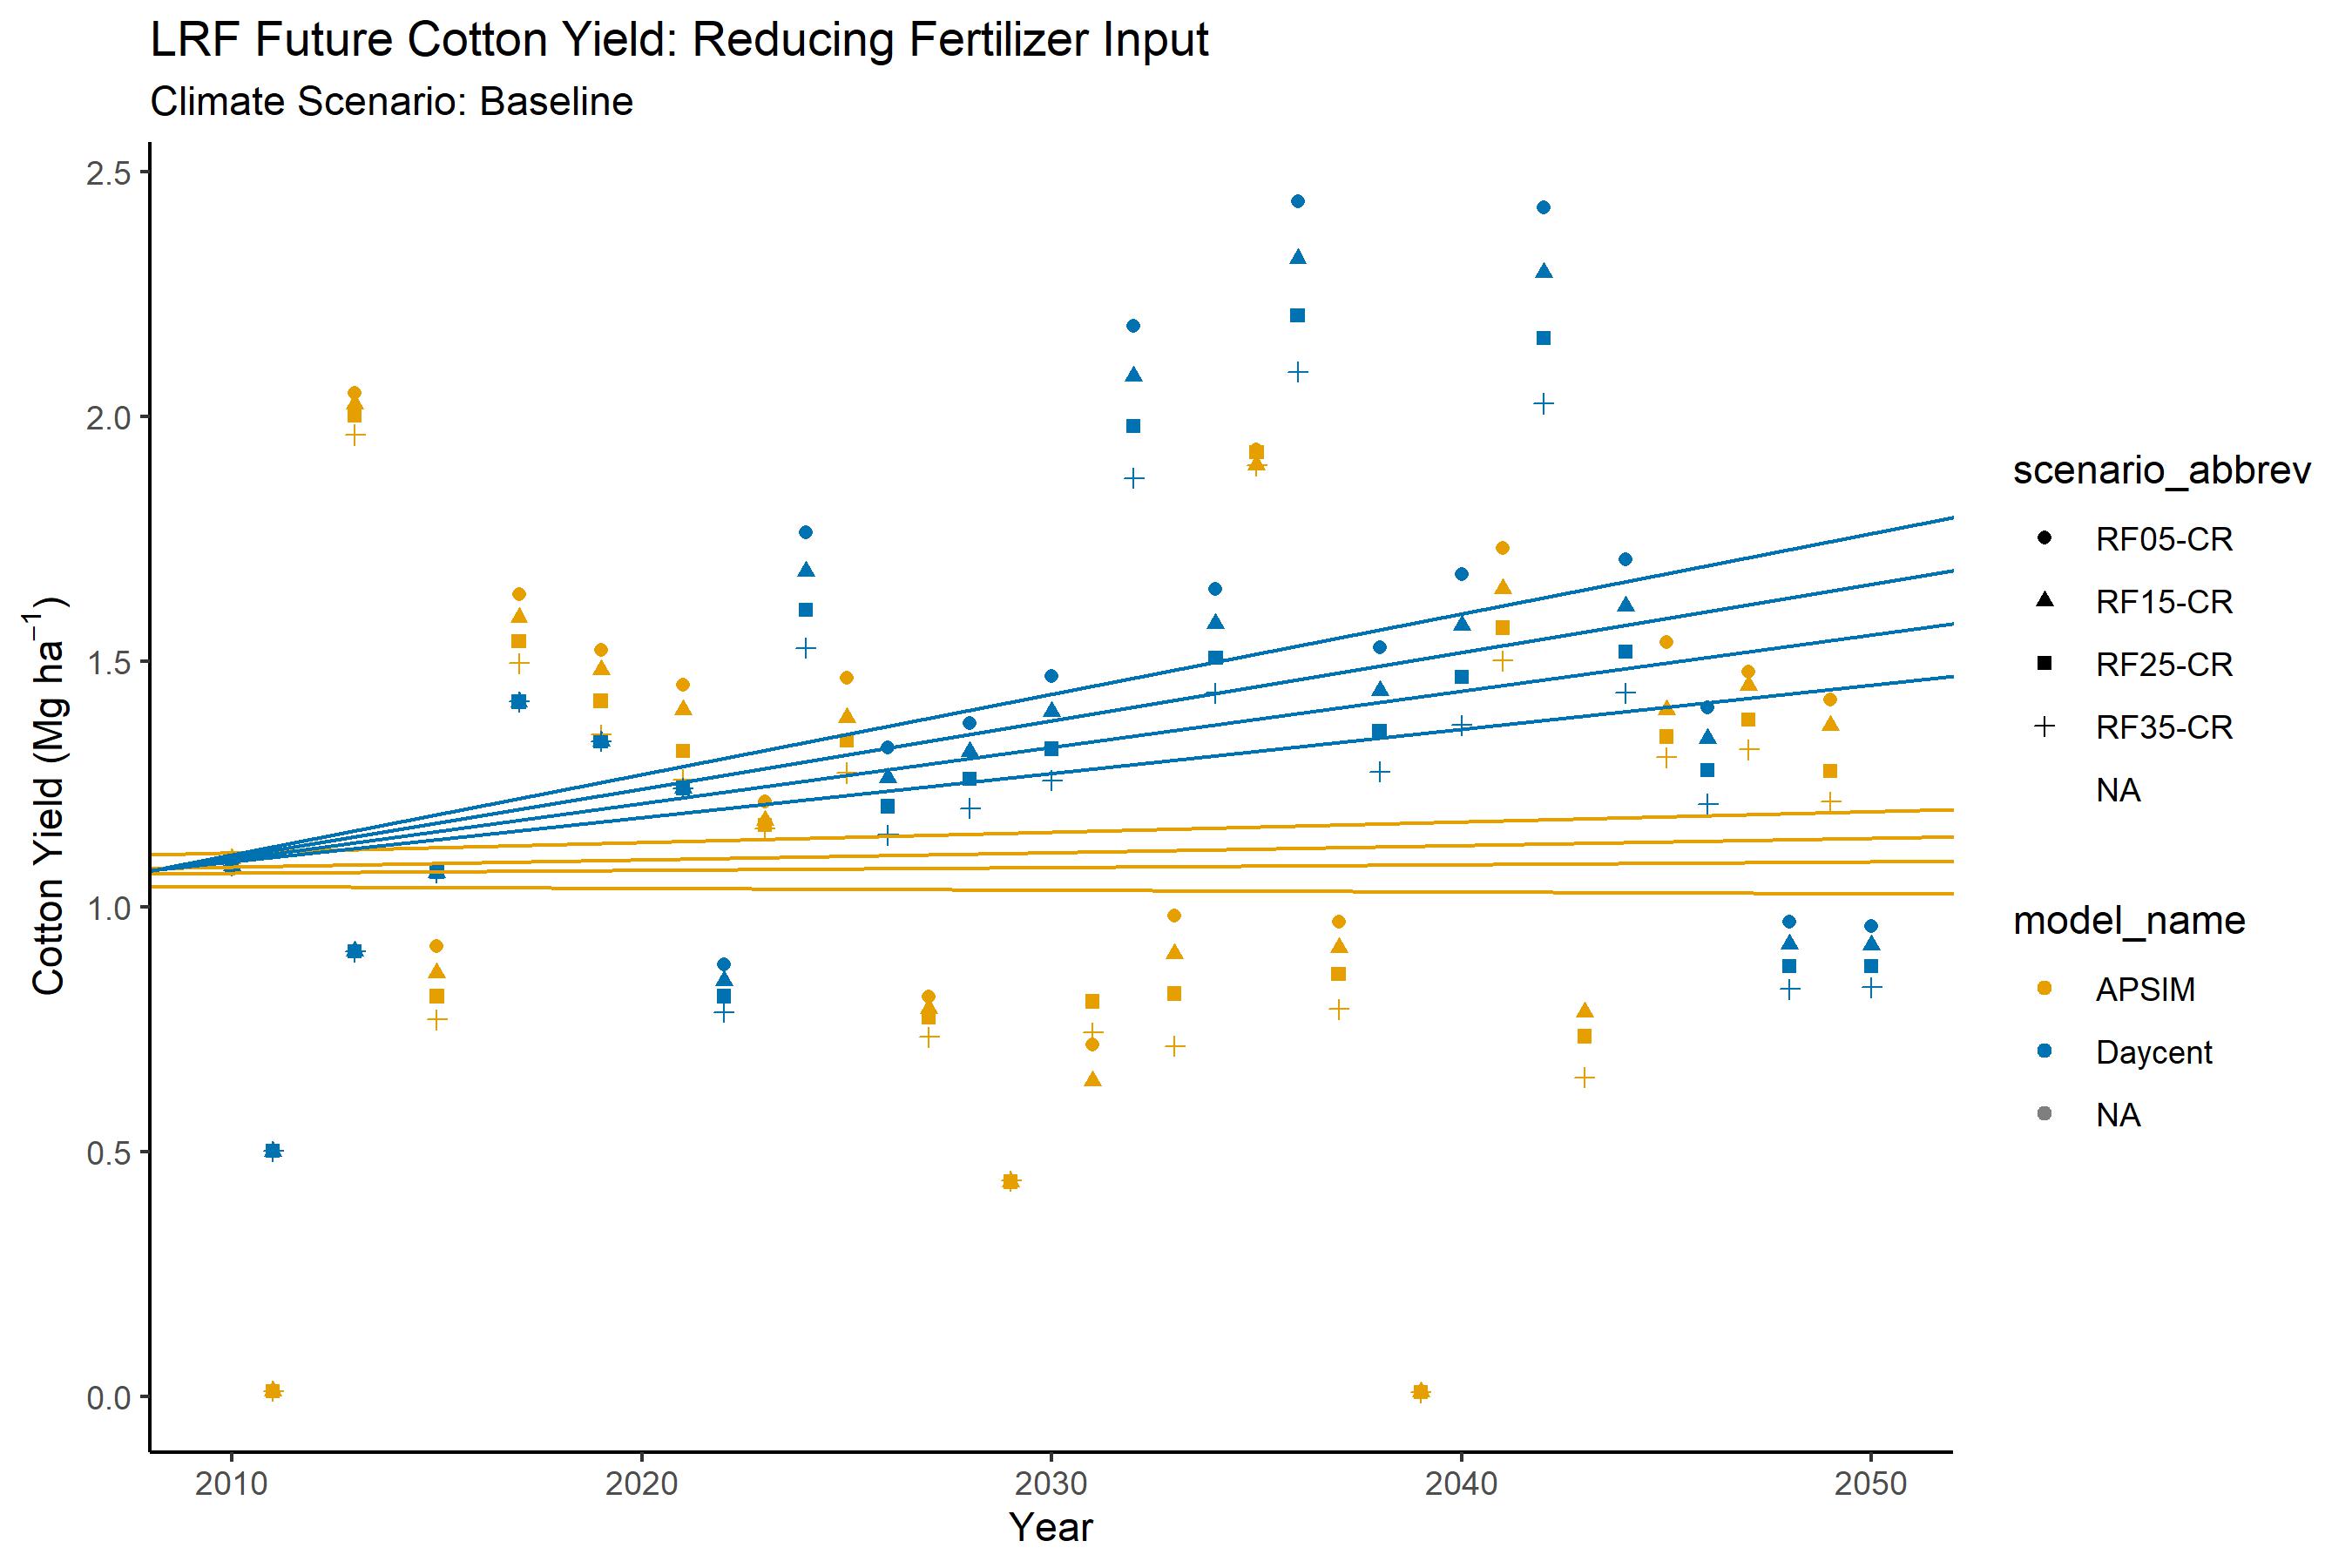 LRF Future Cotton Yield: Reducing Fertilizer Input
Climate Scenario: Baseline
Cotton Yield (Mg ha⁻¹)
2.5
2.0
1.5
1.0
0.5
0.0
2010 2020 2030 2040 2050
Year
scenario_abbrev
RF05-CR
RF15-CR
RF25-CR
RF35-CR
NA
model_name
APSIM
Daycent
NA